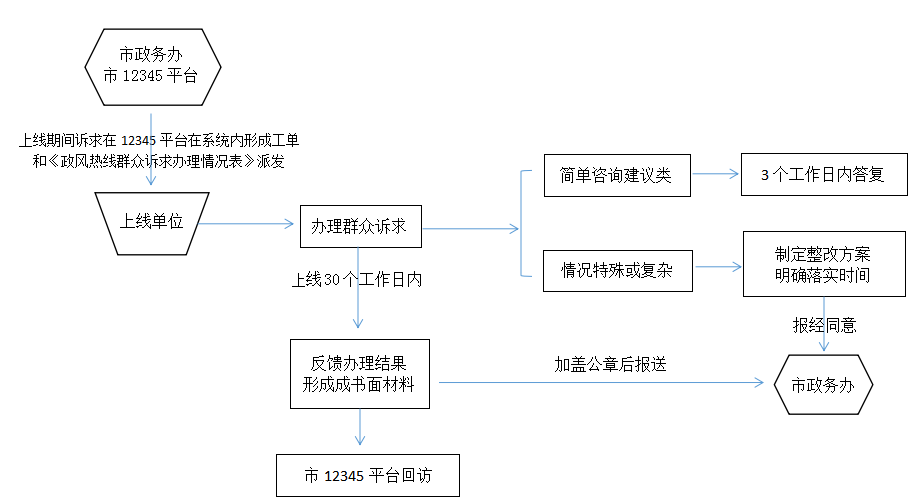 市政务办
市 12345 平台
上线期间诉求在 12345 平台在系统内形成工单
和《政风热线群众诉求办理情况表》派发
上线单位
办理群众诉求
简单咨询建议类
3 个工作日内答复
情况特殊或复杂
制定整改方案
明确落实时间
上线30个工作日内
报经同意
反馈办理结果
形成成书面材料
加盖公章后报送
市政务办
市 12345 平台回访